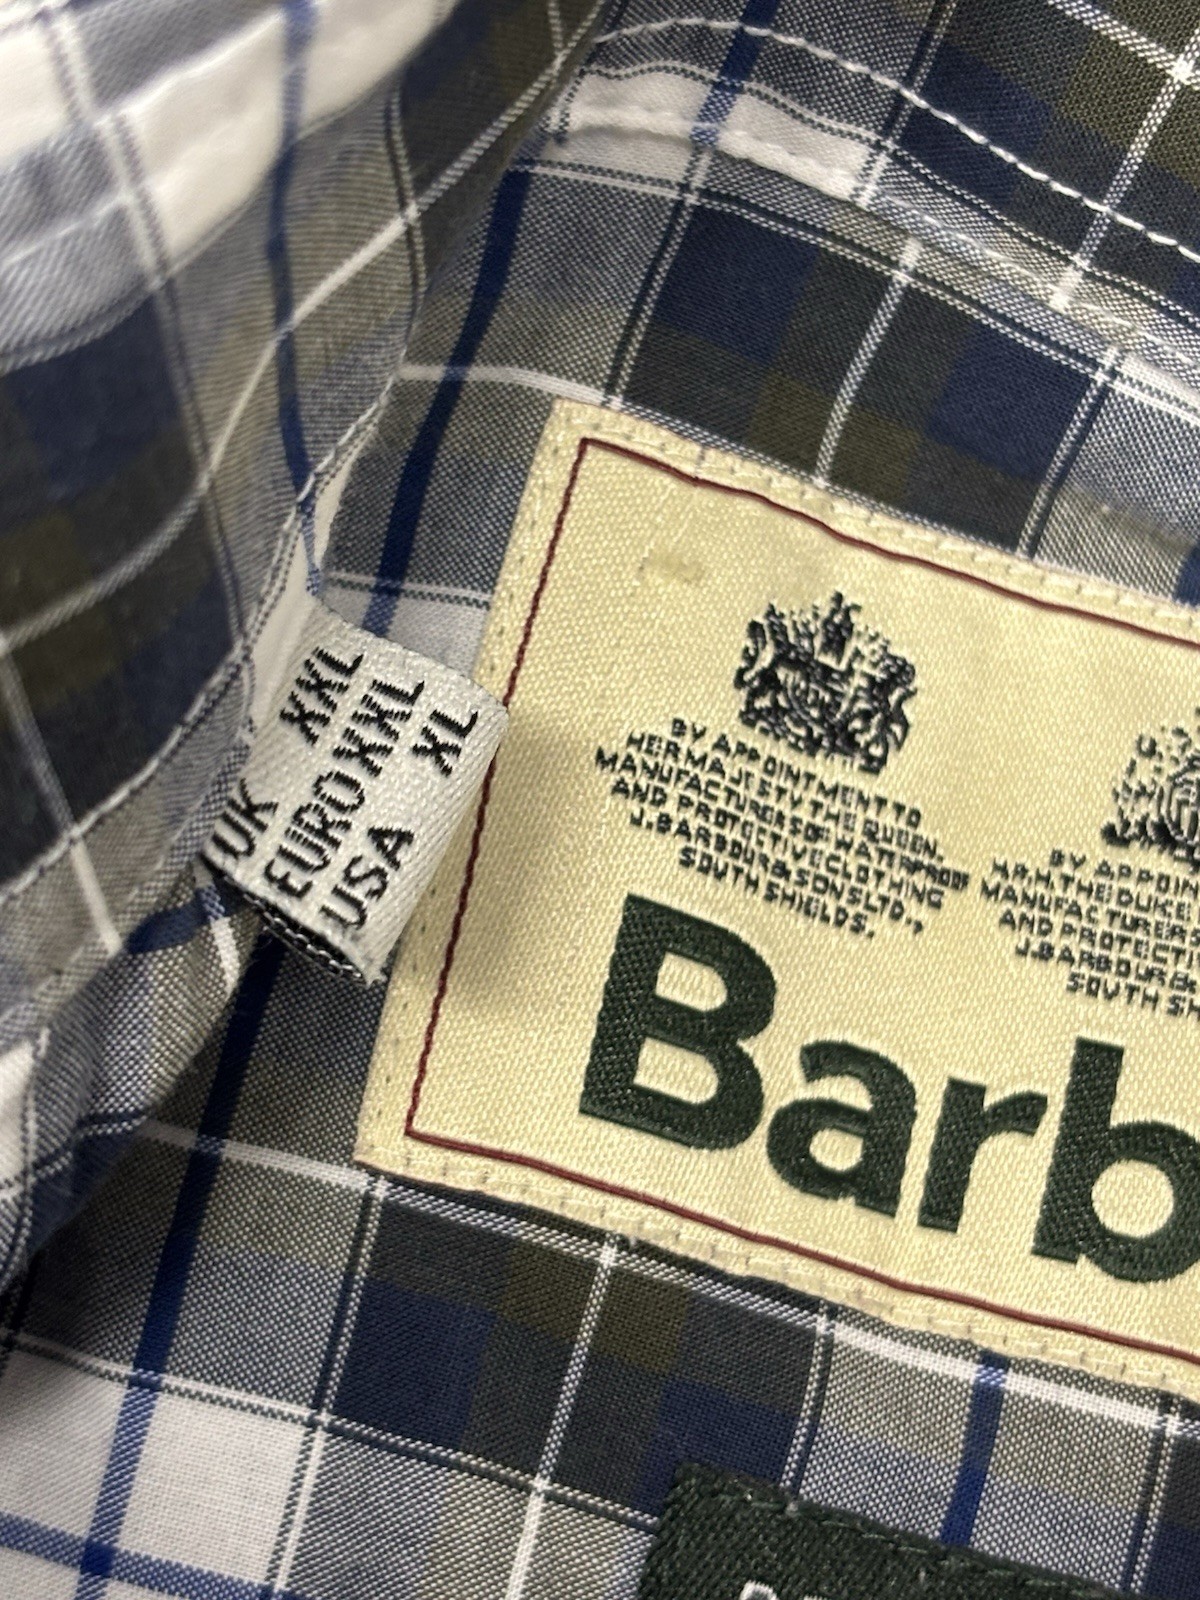 UK XXL
EURO XXL
USA XL
BY APPOINTMENT TO
HER MAJESTY THE QUEEN,
MANUFACTURERS OF WATERPROOF
AND PROTECTIVE CLOTHING
J. BARBOUR & SONS LTD.,
SOUTH SHIELDS.
BY APPOIN
H.R.H. THE DUKE
MANUFACTURERS
AND PROTECTI
J. BARBOUR &
SOUTH SH
Barb